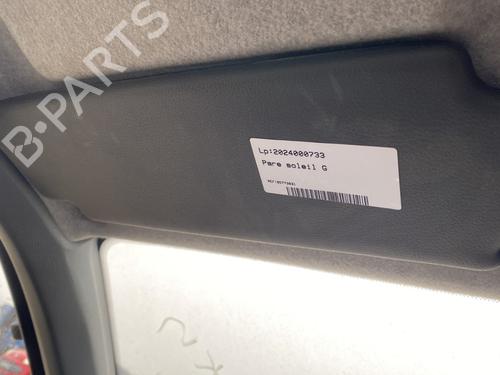 B-PARTS
Lp:2024000733
Pare soleil G